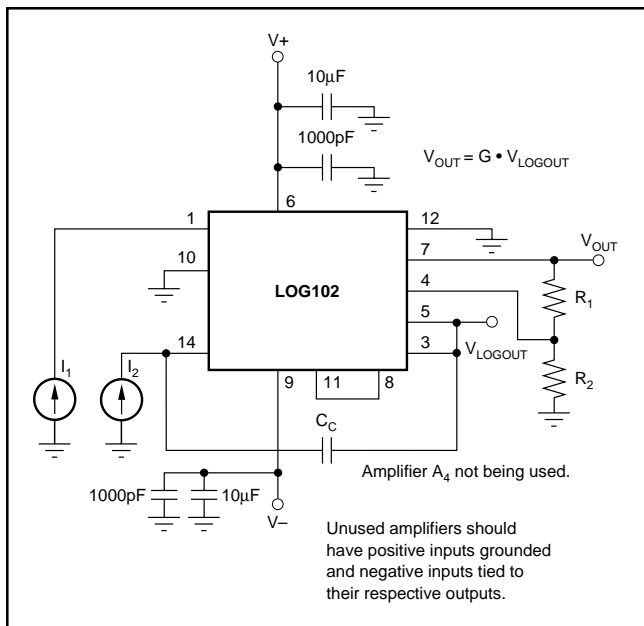 V+
10μF
1000pF
V_OUT = G • V_LOGOUT
6
1
12
7
V_OUT
10
4
R_1
LOG102
5
14
3
V_LOGOUT
I_1
I_2
9
11
8
R_2
C_C
Amplifier A_4 not being used.
1000pF
10μF
V–
Unused amplifiers should
have positive inputs grounded
and negative inputs tied to
their respective outputs.